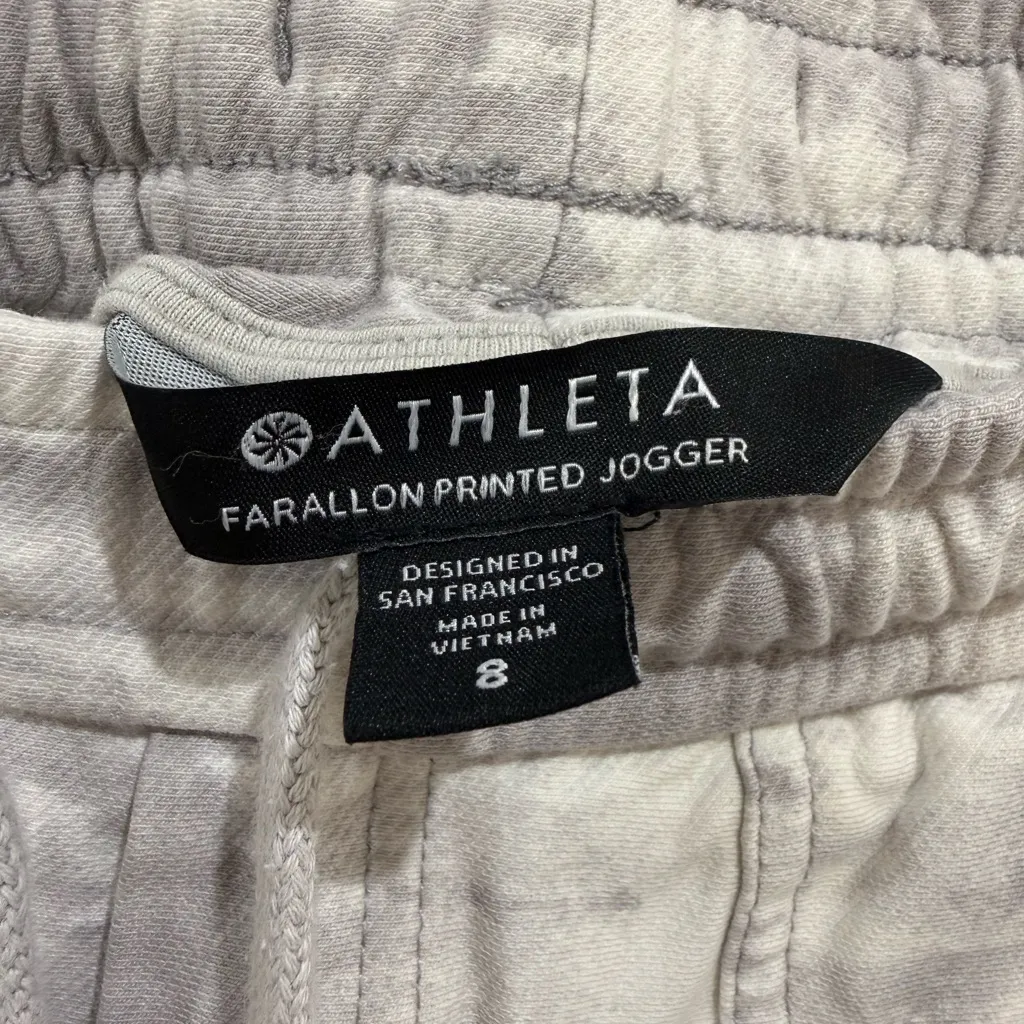 ATHLETA
FARALLON PRINTED JOGGER
DESIGNED IN
SAN FRANCISCO
MADE IN
VIETNAM
8